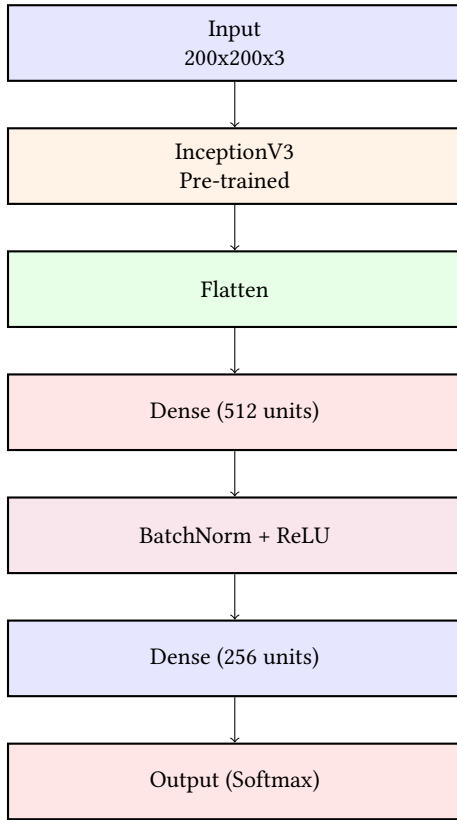 Input
200x200x3
InceptionV3
Pre-trained
Flatten
Dense (512 units)
BatchNorm + ReLU
Dense (256 units)
Output (Softmax)